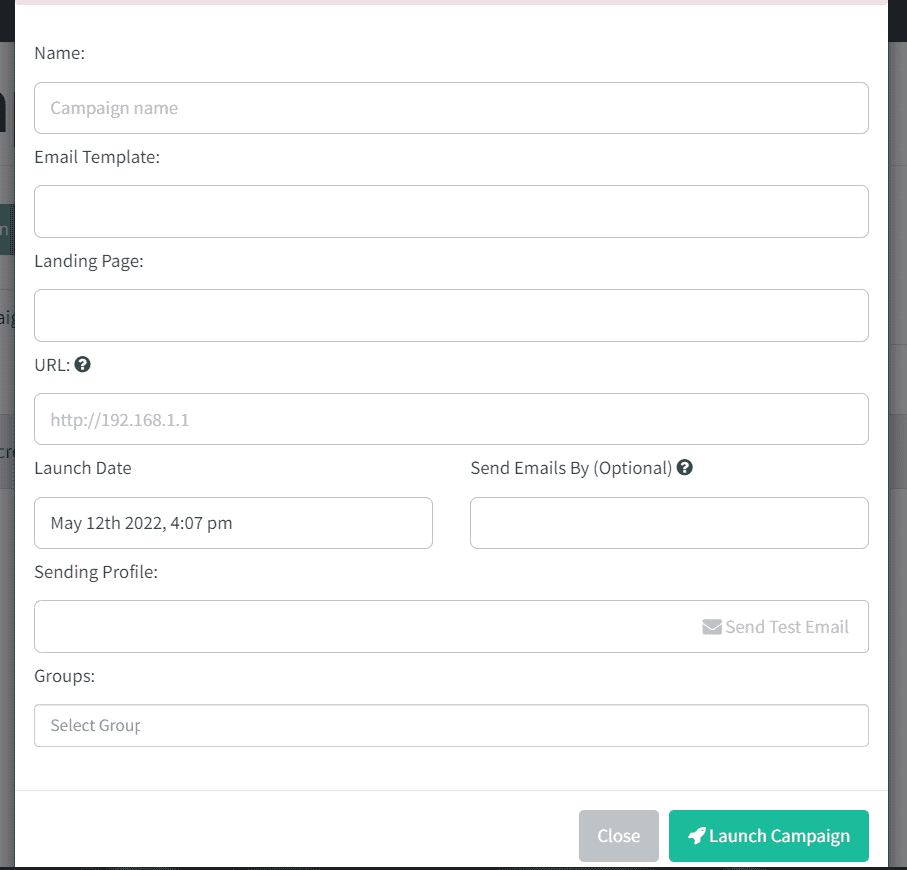 Name:
Campaign name
Email Template:
Landing Page:
URL:
http://192.168.1.1
Launch Date
Send Emails By (Optional)
May 12th 2022, 4:07 pm
Sending Profile:
Send Test Email
Groups:
Select Group
Close
Launch Campaign